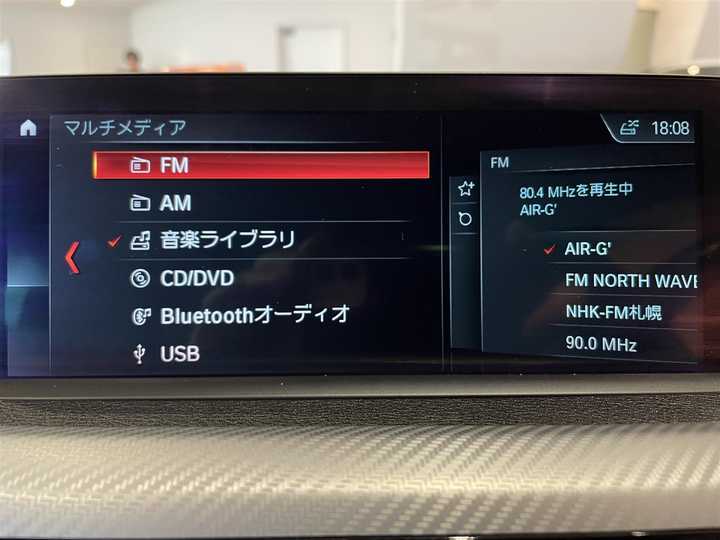 マルチメディア
18:08
FM
AM
音楽ライブラリ
CD/DVD
Bluetoothオーディオ
USB
FM
80.4 MHzを再生中
AIR-G'
AIR-G'
FM NORTH WAVE
NHK-FM札幌
90.0 MHz